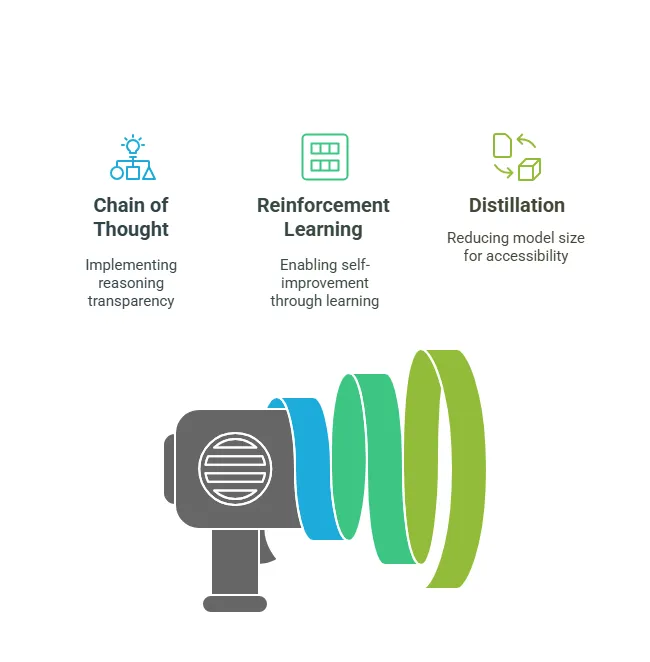 Chain of
Thought
Implementing
reasoning
transparency
Reinforcement
Learning
Enabling self-
improvement
through learning
Distillation
Reducing model size
for accessibility